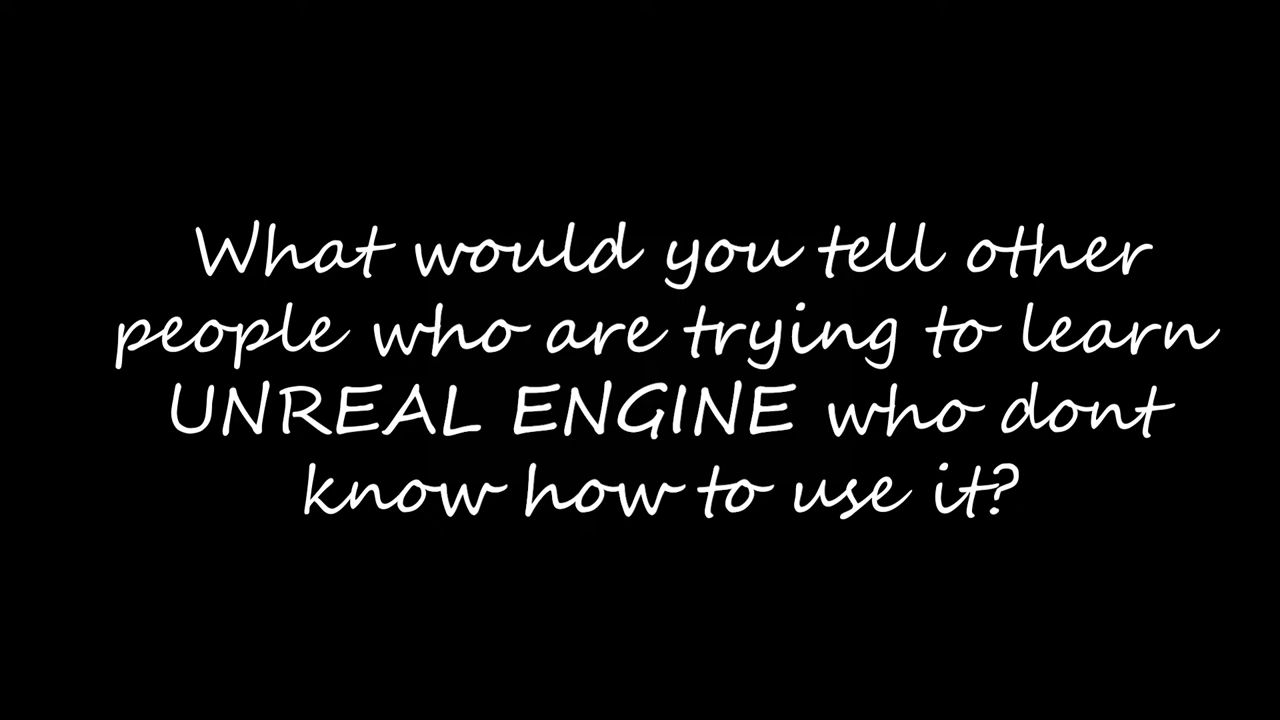 What would you tell other
people who are trying to learn
UNREAL ENGINE who dont
know how to use it?